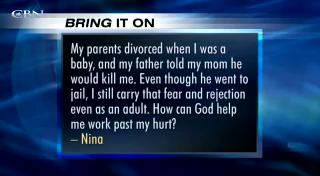 CBN
BRING IT ON
My parents divorced when I was a
baby, and my father told my mom he
would kill me. Even though he went to
jail, I still carry that fear and rejection
even as an adult. How can God help
me work past my hurt?
– Nina